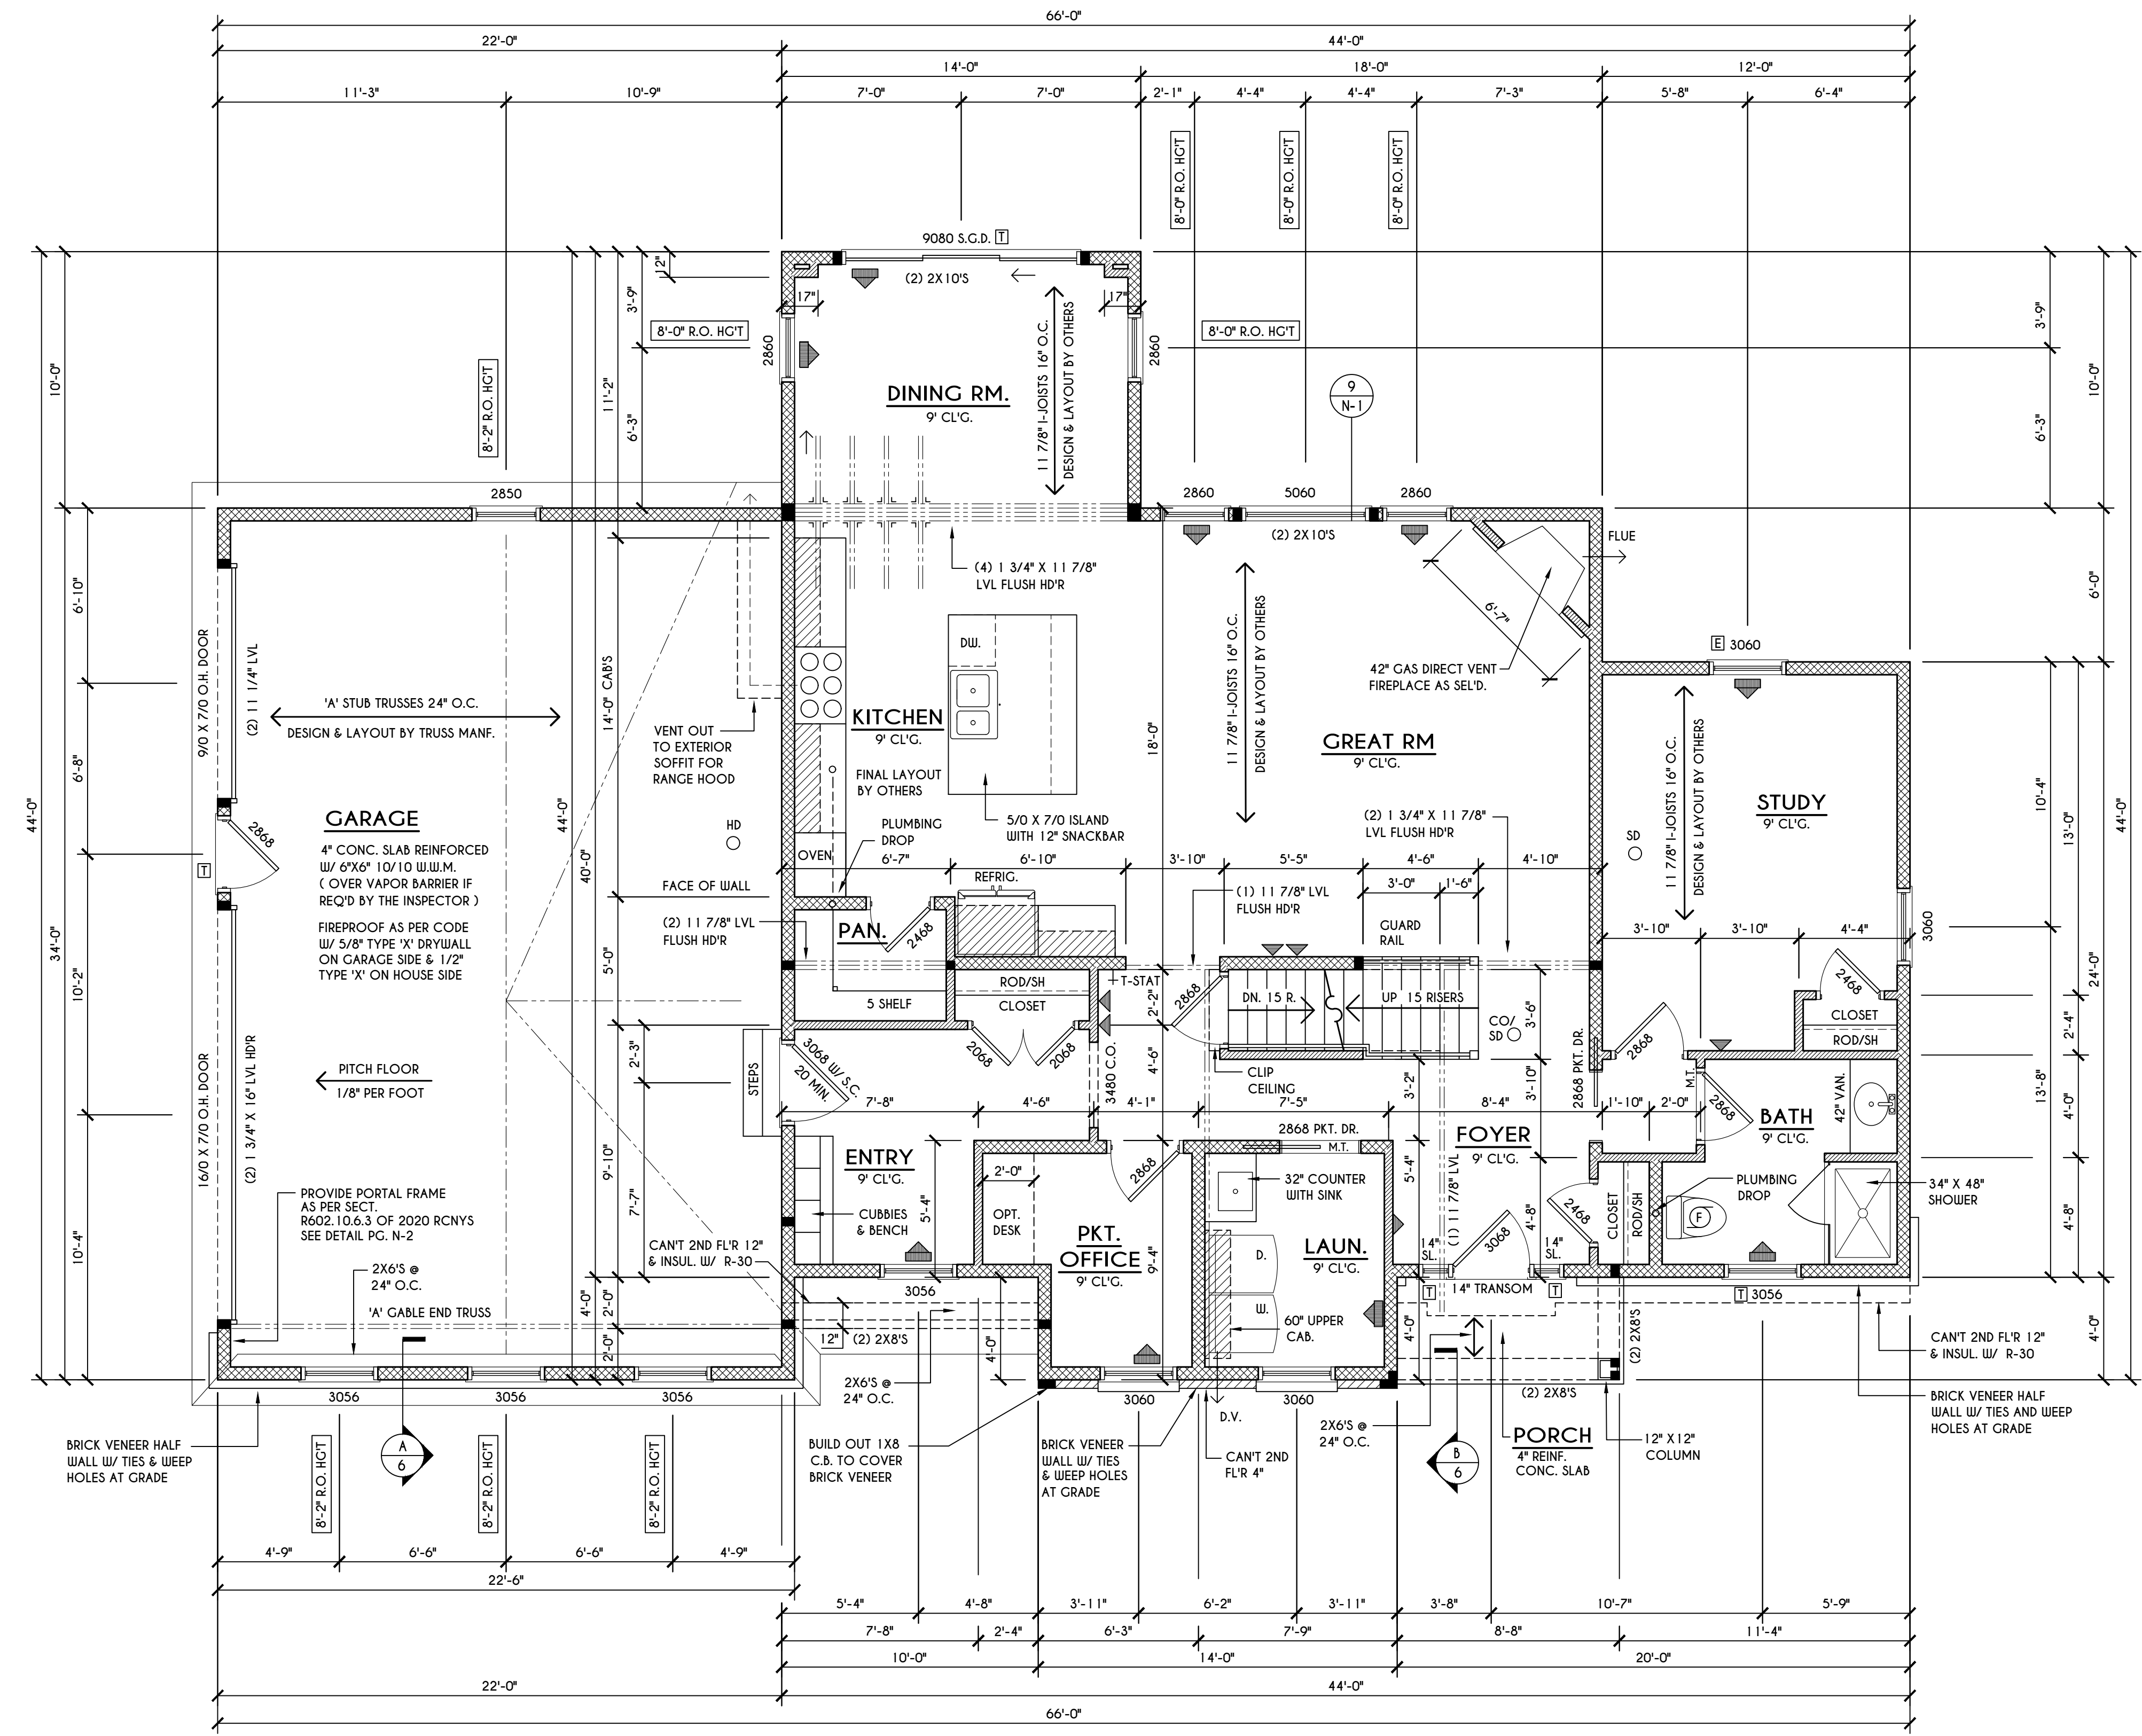 66'-0"
22'-0"
44'-0"
14'-0"
18'-0"
12'-0"
11'-3"
10'-9"
7'-0"
7'-0"
2'-1"
4'-4"
4'-4"
7'-3"
5'-8"
6'-4"
8'-0" R.O. HG'T
8'-0" R.O. HG'T
8'-0" R.O. HG'T
9080 S.G.D. T
(2) 2X10'S
12"
3'-9"
17"
17"
8'-0" R.O. HG'T
8'-0" R.O. HG'T
2860
2860
3'-9"
10'-0"
8'-2" R.O. HG'T
11'-2"
6'-3"
DINING RM.
9' CL'G.
11 7/8" I-JOISTS 16" O.C.
DESIGN & LAYOUT BY OTHERS
9
N-1
6'-3"
10'-0"
2850
2860
5060
2860
(2) 2X10'S
FLUE
(4) 1 3/4" X 11 7/8"
LVL FLUSH HD'R
6'-10"
6'-0"
6'-7"
9/0 X 7/0 O.H. DOOR
(2) 11 1/4" LVL
'A' STUB TRUSSES 24" O.C.
DESIGN & LAYOUT BY TRUSS MANF.
14'-0" CAB'S
VENT OUT
TO EXTERIOR
SOFFIT FOR
RANGE HOOD
DW.
KITCHEN
9' CL'G.
FINAL LAYOUT
BY OTHERS
18'-0"
11 7/8" I-JOISTS 16" O.C.
DESIGN & LAYOUT BY OTHERS
42" GAS DIRECT VENT
FIREPLACE AS SEL'D.
GREAT RM
9' CL'G.
E 3060
11 7/8" I-JOISTS 16" O.C.
DESIGN & LAYOUT BY OTHERS
STUDY
9' CL'G.
SD
10'-4"
13'-0"
44'-0"
6'-8"
44'-0"
34'-0"
44'-0"
40'-0"
GARAGE
4" CONC. SLAB REINFORCED
W/ 6"X6" 10/10 W.W.M.
( OVER VAPOR BARRIER IF
REQ'D BY THE INSPECTOR )
FIREPROOF AS PER CODE
W/ 5/8" TYPE 'X' DRYWALL
ON GARAGE SIDE & 1/2"
TYPE 'X' ON HOUSE SIDE
2868
T
HD
PLUMBING
DROP
5/0 X 7/0 ISLAND
WITH 12" SNACKBAR
OVEN
(2) 1 3/4" X 11 7/8"
LVL FLUSH HD'R
6'-7"
6'-10"
3'-10"
5'-5"
4'-6"
4'-10"
FACE OF WALL
REFRIG.
(1) 11 7/8" LVL
FLUSH HD'R
3'-0"
1'-6"
GUARD
RAIL
(2) 11 7/8" LVL
FLUSH HD'R
PAN.
2468
3'-10"
3'-10"
4'-4"
3060
10'-2"
5'-0"
5 SHELF
ROD/SH
CLOSET
T-STAT
2'-2"
2868
DN. 15 R.
UP 15 RISERS
CO/
SD
3'-6"
2468
CLOSET
ROD/SH
2'-4"
24'-0"
2068
2068
3480 C.O.
4'-6"
CLIP
CEILING
3'-2"
3'-10"
2868 PKT. DR.
2868
M.T.
2868
42" VAN.
BATH
9' CL'G.
4'-0"
13'-8"
16/0 X 7/0 O.H. DOOR
(2) 1 3/4" X 16" LVL HD'R
PITCH FLOOR
1/8" PER FOOT
2'-3"
STEPS
3068 W/ S.C.
20 MIN.
9'-10"
7'-7"
7'-8"
4'-6"
4'-1"
7'-5"
8'-4"
1'-10"
2'-0"
2868 PKT. DR.
M.T.
FOYER
9' CL'G.
ENTRY
9' CL'G.
2'-0"
2868
32" COUNTER
WITH SINK
5'-4"
(1) 11 7/8" LVL
PLUMBING
DROP
34" X 48"
SHOWER
PROVIDE PORTAL FRAME
AS PER SECT.
R602.10.6.3 OF 2020 RCNYS
SEE DETAIL PG. N-2
CUBBIES
& BENCH
5'-4"
OPT.
DESK
PKT.
OFFICE
9' CL'G.
9'-4"
D.
W.
LAUN.
9' CL'G.
2468
CLOSET
ROD/SH
F
4'-8"
4'-8"
10'-4"
CAN'T 2ND FL'R 12"
& INSUL. W/ R-30
14"
SL.
3068
14"
SL.
2X6'S @
24" O.C.
'A' GABLE END TRUSS
4'-0"
2'-0"
2'-0"
3056
12"
(2) 2X8'S
4'-0"
60" UPPER
CAB.
T
14" TRANSOM
T
4'-0"
(2) 2X8'S
T 3056
4'-0"
CAN'T 2ND FL'R 12"
& INSUL. W/ R-30
3056
3056
3056
2X6'S @
24" O.C.
3060
3060
D.V.
(2) 2X8'S
2X6'S @
24" O.C.
BRICK VENEER HALF
WALL W/ TIES AND WEEP
HOLES AT GRADE
BRICK VENEER HALF
WALL W/ TIES & WEEP
HOLES AT GRADE
A
6
BUILD OUT 1X8
C.B. TO COVER
BRICK VENEER
BRICK VENEER
WALL W/ TIES
& WEEP HOLES
AT GRADE
CAN'T 2ND
FL'R 4"
B
6
PORCH
4" REINF.
CONC. SLAB
12" X12"
COLUMN
8'-2" R.O. HG'T
8'-2" R.O. HG'T
8'-2" R.O. HG'T
4'-9"
6'-6"
6'-6"
4'-9"
22'-6"
5'-4"
4'-8"
3'-11"
6'-2"
3'-11"
3'-8"
10'-7"
5'-9"
7'-8"
2'-4"
6'-3"
7'-9"
8'-8"
11'-4"
10'-0"
14'-0"
20'-0"
22'-0"
44'-0"
66'-0"
10'-0"